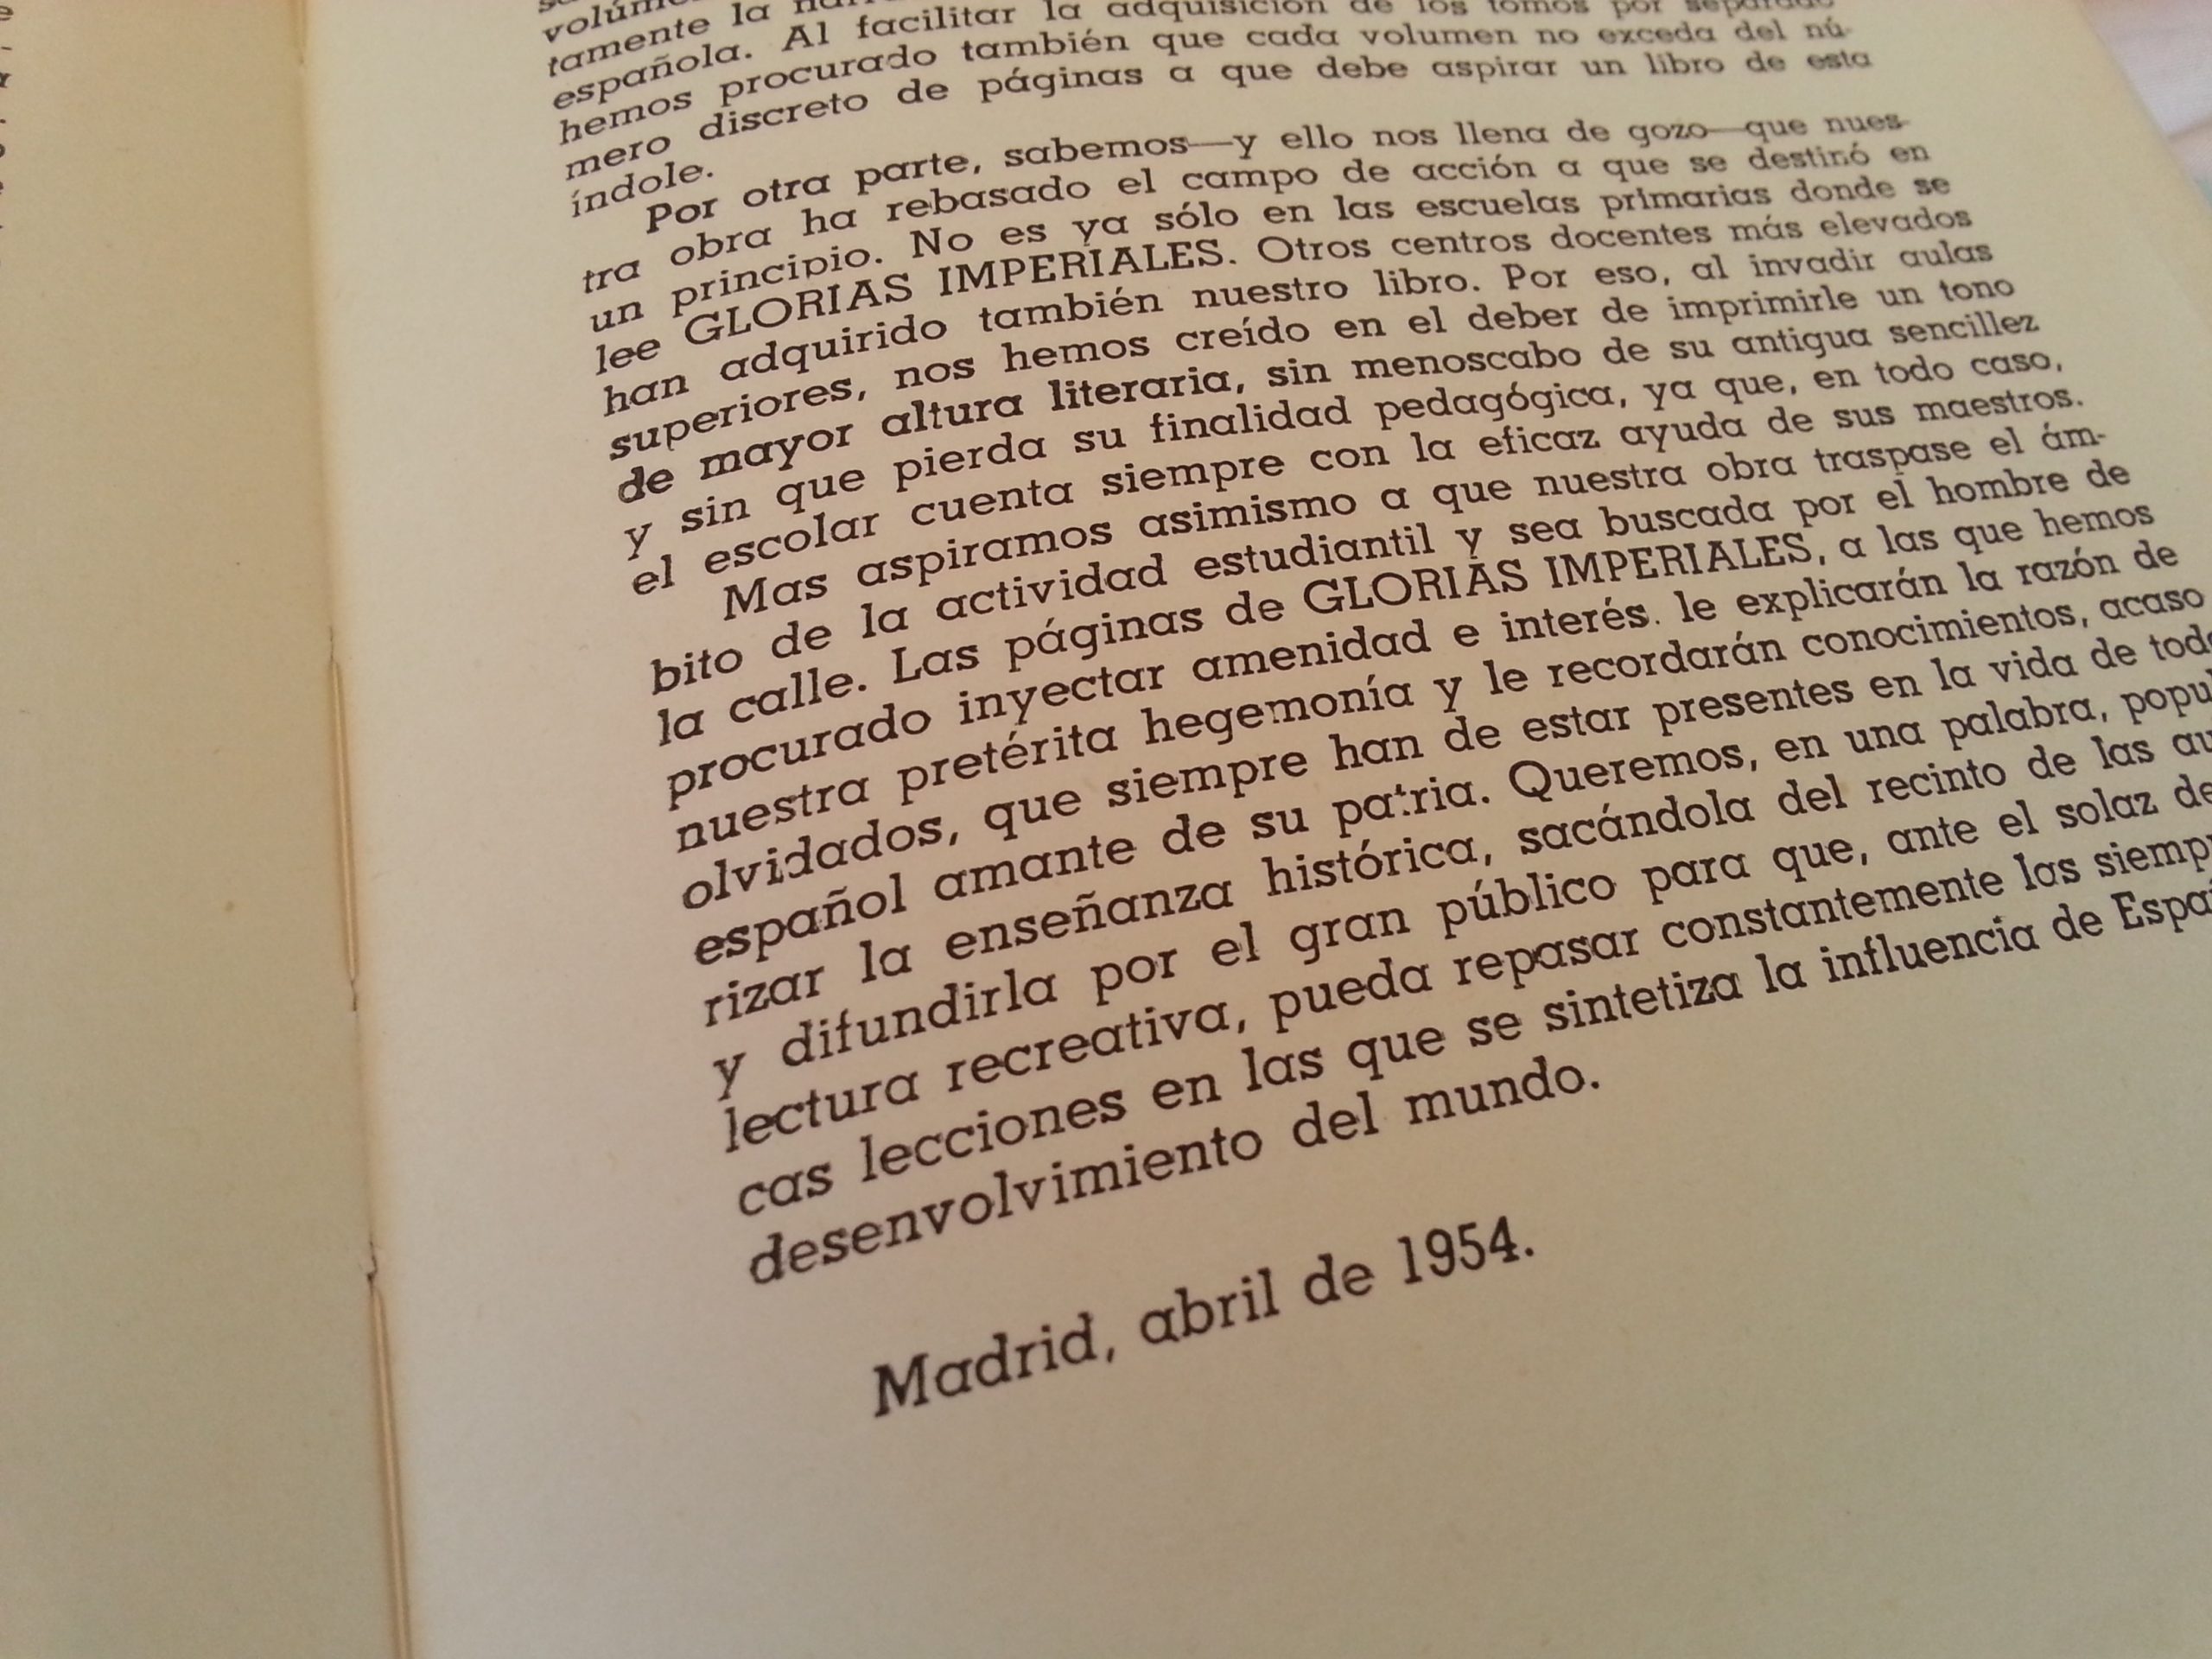 volúm
tamente la
española. Al facilitar la adquisición de los tomos por separado
hemos procurado también que cada volumen no exceda del nú-
mero discreto de páginas a que debe aspirar un libro de esta
índole.
Por otra parte, sabemos—y ello nos llena de gozo—que nues-
tra obra ha rebasado el campo de acción a que se destinó en
un principio. No es ya sólo en las escuelas primarias donde se
lee GLORIAS IMPERIALES. Otros centros docentes más elevados
han adquirido también nuestro libro. Por eso, al invadir aulas
superiores, nos hemos creído en el deber de imprimirle un tono
de mayor altura literaria, sin menoscabo de su antigua sencillez
y sin que pierda su finalidad pedagógica, ya que, en todo caso,
el escolar cuenta siempre con la eficaz ayuda de sus maestros.
Mas aspiramos asimismo a que nuestra obra traspase el ám-
bito de la actividad estudiantil y sea buscada por el hombre de
la calle. Las páginas de GLORIAS IMPERIALES, a las que hemos
procurado inyectar amenidad e interés. le explicarán la razón de
nuestra pretérita hegemonía y le recordarán conocimientos, acaso
olvidados, que siempre han de estar presentes en la vida de tod
español amante de su patria. Queremos, en una palabra, popul
rizar la enseñanza histórica, sacándola del recinto de las au
y difundirla por el gran público para que, ante el solaz de
lectura recreativa, pueda repasar constantemente las siemp
cas lecciones en las que se sintetiza la influencia de Espa
desenvolvimiento del mundo.
Madrid, abril de 1954.